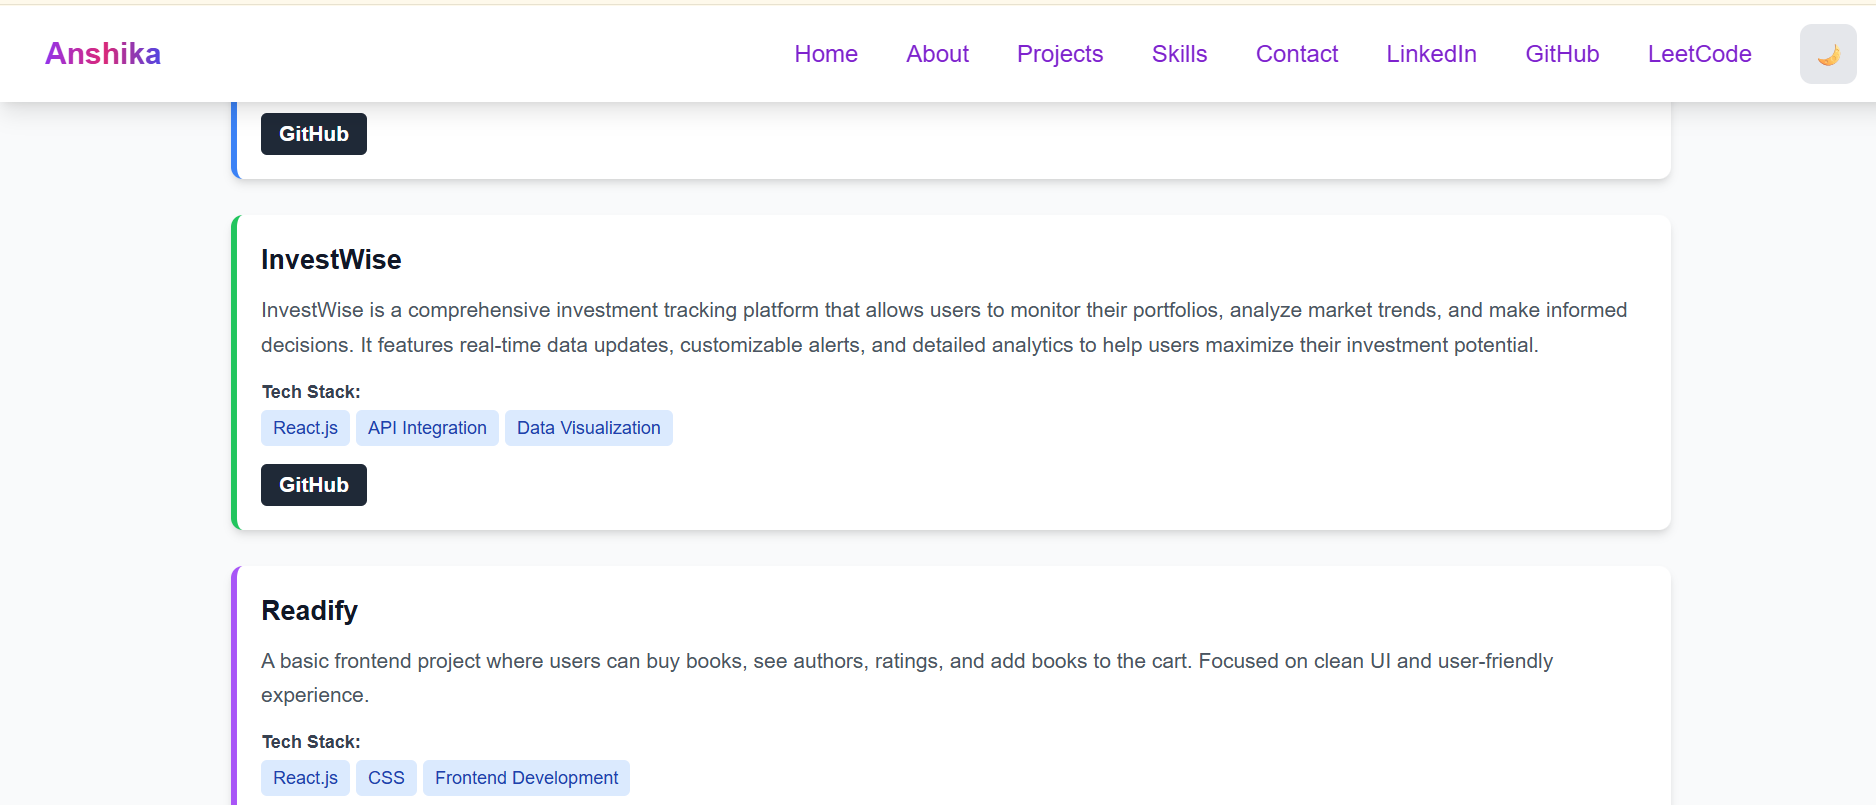 Anshika
Home
About
Projects
Skills
Contact
LinkedIn
GitHub
LeetCode
GitHub
InvestWise
InvestWise is a comprehensive investment tracking platform that allows users to monitor their portfolios, analyze market trends, and make informed
decisions. It features real-time data updates, customizable alerts, and detailed analytics to help users maximize their investment potential.
Tech Stack:
React.js
API Integration
Data Visualization
GitHub
Readify
A basic frontend project where users can buy books, see authors, ratings, and add books to the cart. Focused on clean UI and user-friendly
experience.
Tech Stack:
React.js
CSS
Frontend Development